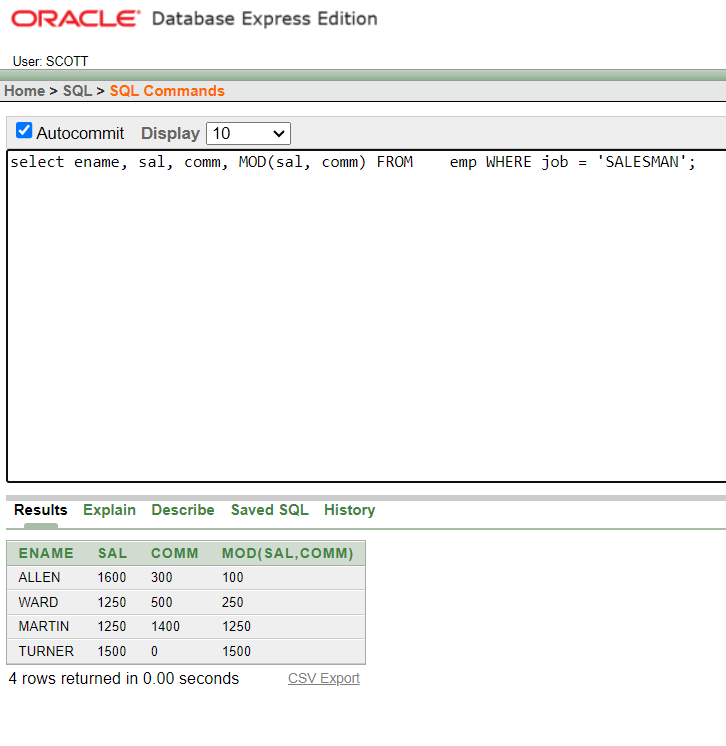 ORACLE Database Express Edition
User: SCOTT
Home > SQL > SQL Commands
Autocommit Display 10
select ename, sal, comm, MOD(sal, comm) FROM    emp WHERE job = 'SALESMAN';
Results Explain Describe Saved SQL History
ENAME SAL COMM MOD(SAL,COMM)
ALLEN 1600 300 100
WARD 1250 500 250
MARTIN 1250 1400 1250
TURNER 1500 0 1500
4 rows returned in 0.00 seconds CSV Export